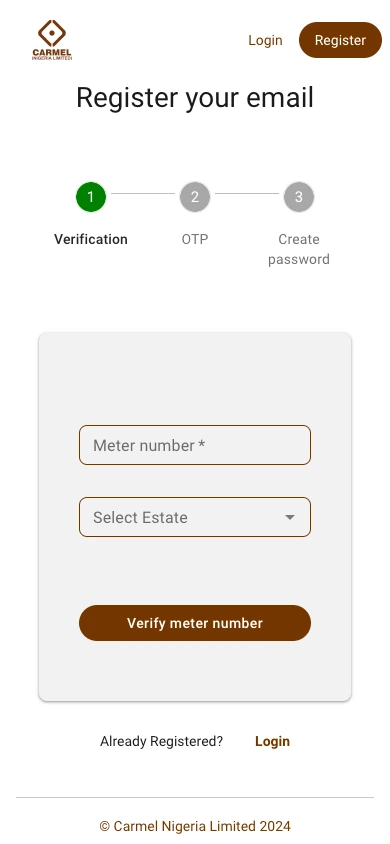 CARMEL
(NIGERIA LIMITED)
Login
Register
Register your email
1
2
3
Verification
OTP
Create
password
Meter number *
Select Estate
Verify meter number
Already Registered?
Login
© Carmel Nigeria Limited 2024